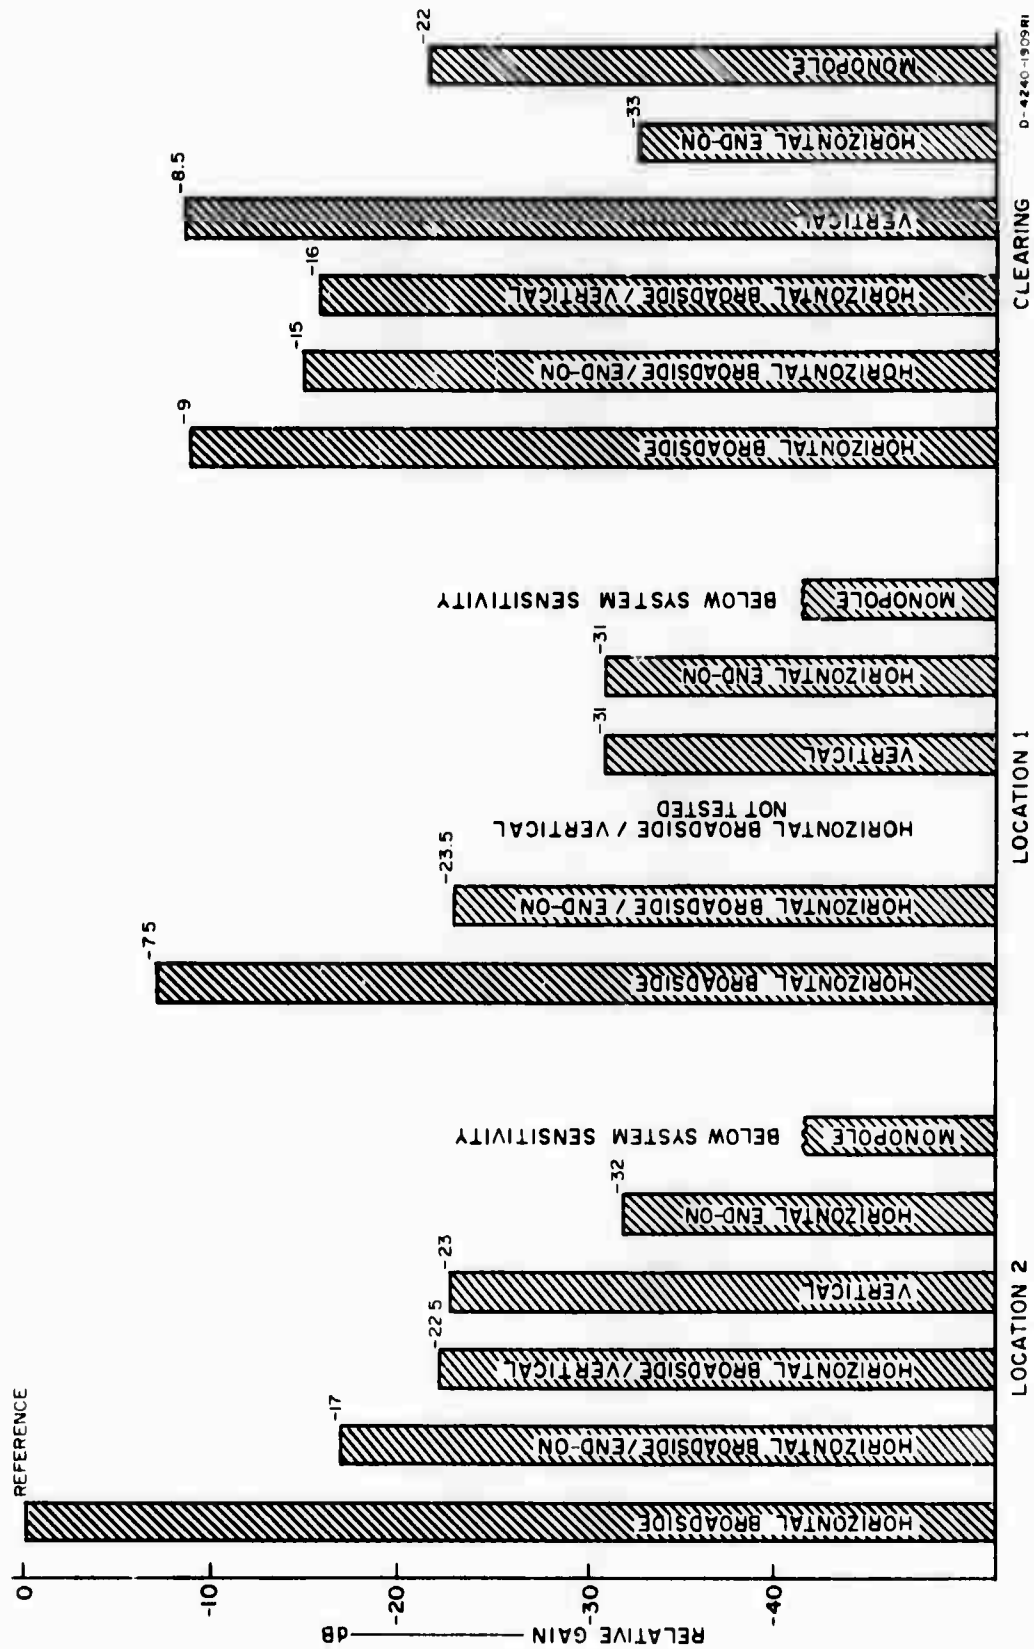 RELATIVE GAIN — dB
0
-10
-20
-30
-40
REFERENCE
HORIZONTAL BROADSIDE
-17
HORIZONTAL BROADSIDE/END-ON
-22 5
HORIZONTAL BROADSIDE/VERTICAL
-23
VERTICAL
-32
HORIZONTAL END-ON
BELOW SYSTEM SENSITIVITY
MONOPOLE
LOCATION 2
-7 5
HORIZONTAL BROADSIDE
-23.5
HORIZONTAL BROADSIDE / END-ON
HORIZONTAL BROADSIDE / VERTICAL
NOT TESTED
-31
VERTICAL
-31
HORIZONTAL END-ON
BELOW SYSTEM SENSITIVITY
MONOPOLE
LOCATION 1
-9
HORIZONTAL BROADSIDE
-15
HORIZONTAL BROADSIDE/END-ON
-16
HORIZONTAL BROADSIDE / VERTICAL
-8.5
VERTICAL
-33
HORIZONTAL END-ON
-22
MONOPOLE
CLEARING
D-4240-1909RI